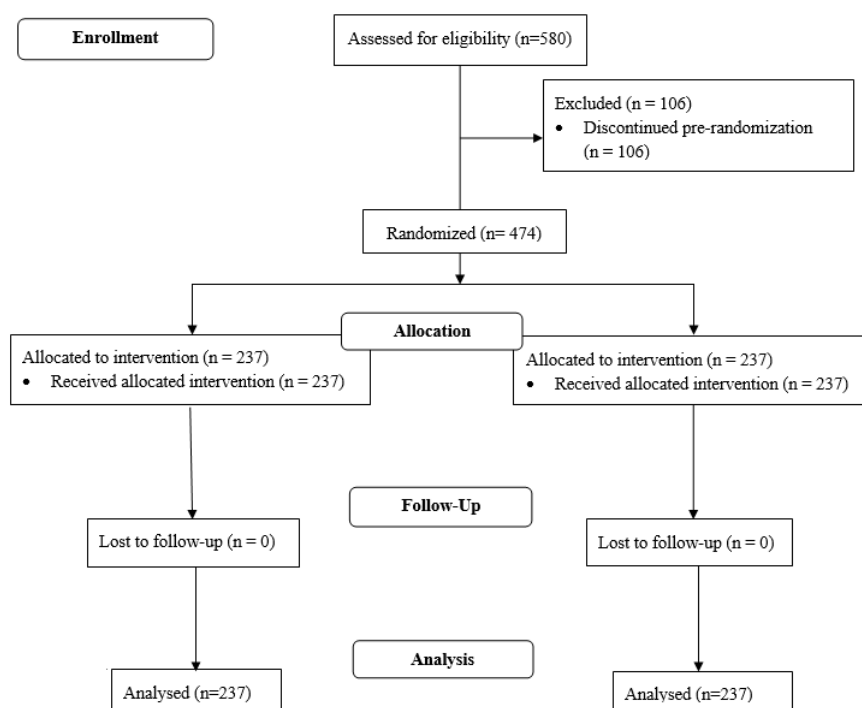 Enrollment
Assessed for eligibility (n=580)
Excluded (n = 106)
• Discontinued pre-randomization
(n = 106)
Randomized (n= 474)
Allocation
Allocated to intervention (n = 237)
• Received allocated intervention (n = 237)
Allocated to intervention (n = 237)
• Received allocated intervention (n = 237)
Follow-Up
Lost to follow-up (n = 0)
Lost to follow-up (n = 0)
Analysis
Analysed (n=237)
Analysed (n=237)